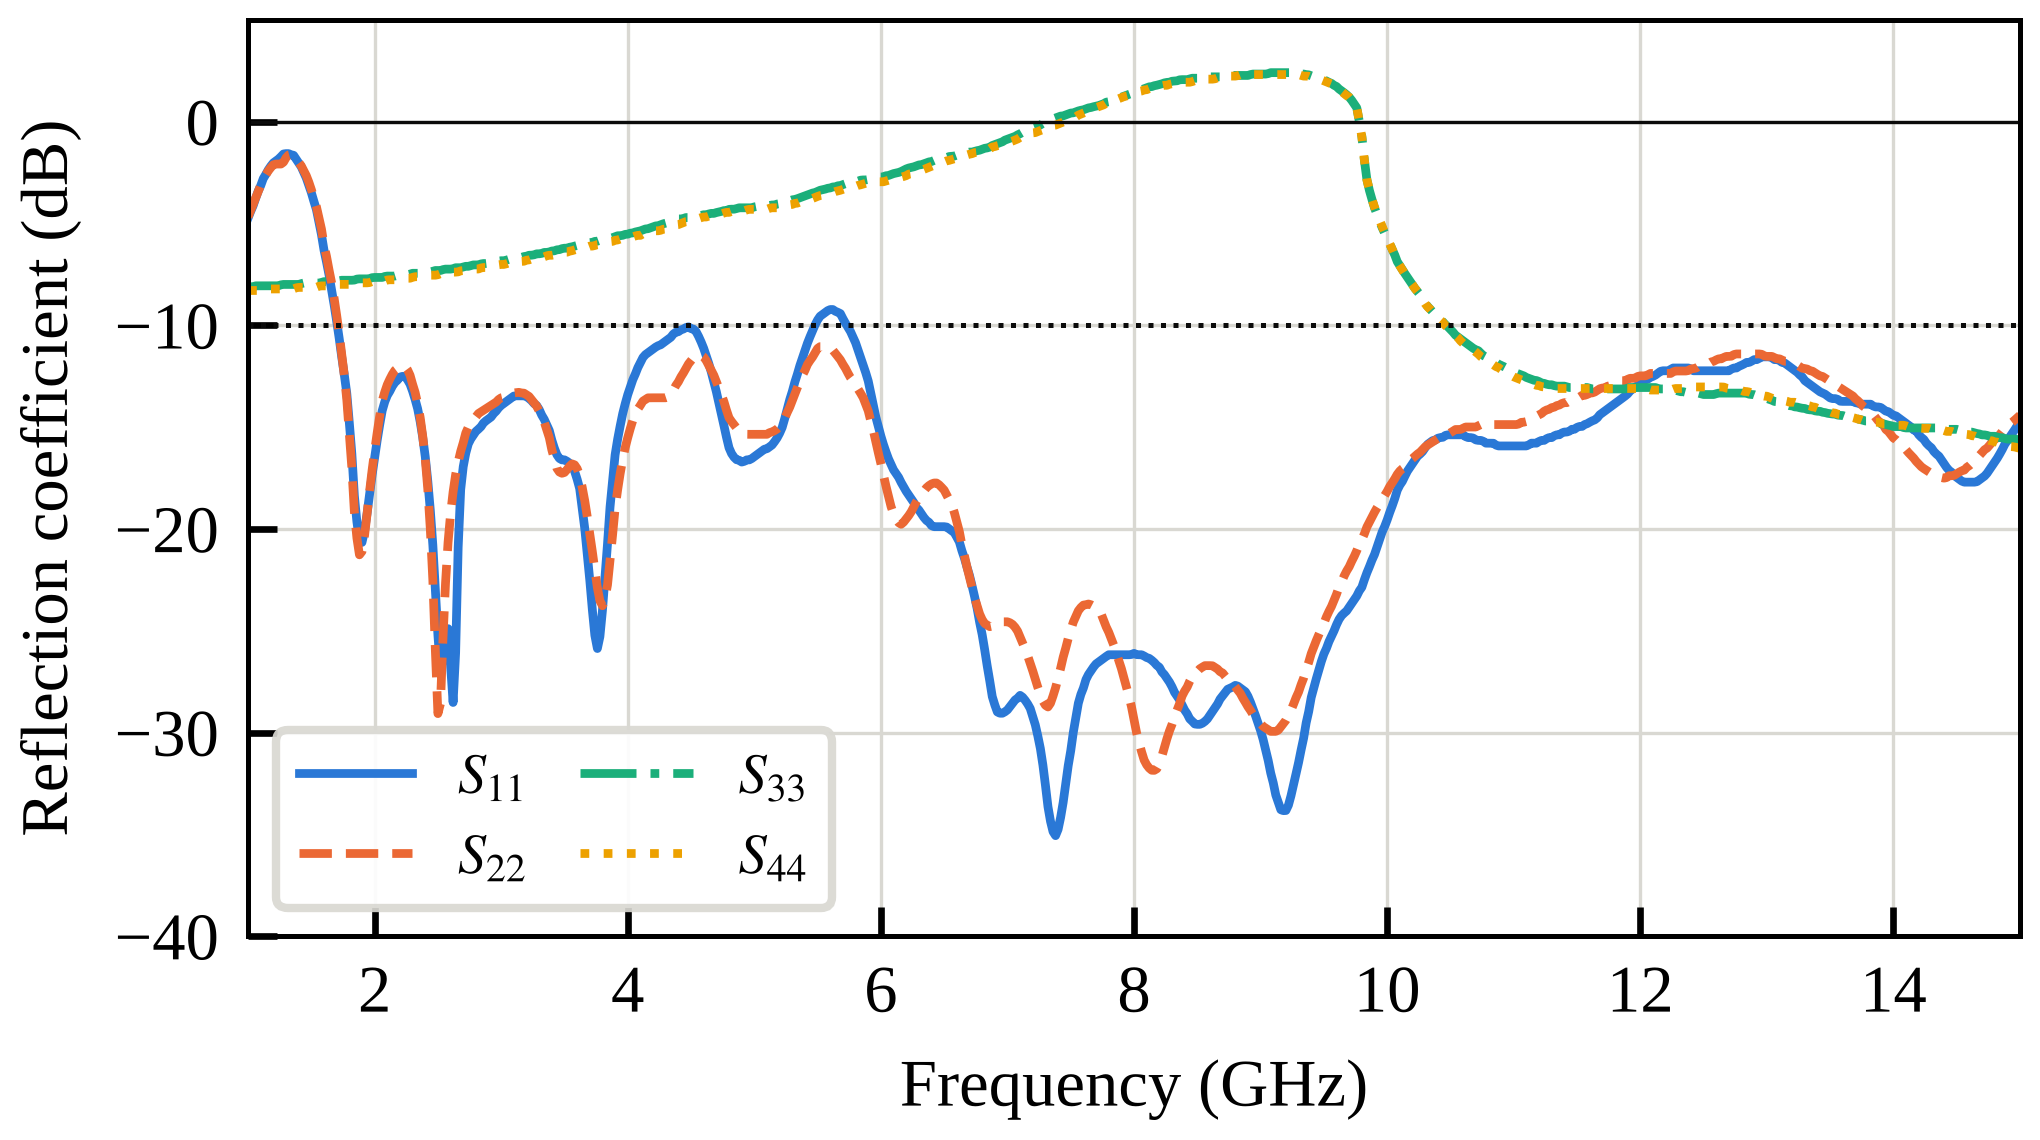 Reflection coefficient (dB)
0
−10
−20
−30
−40
S11
S33
S22
S44
2
4
6
8
10
12
14
Frequency (GHz)